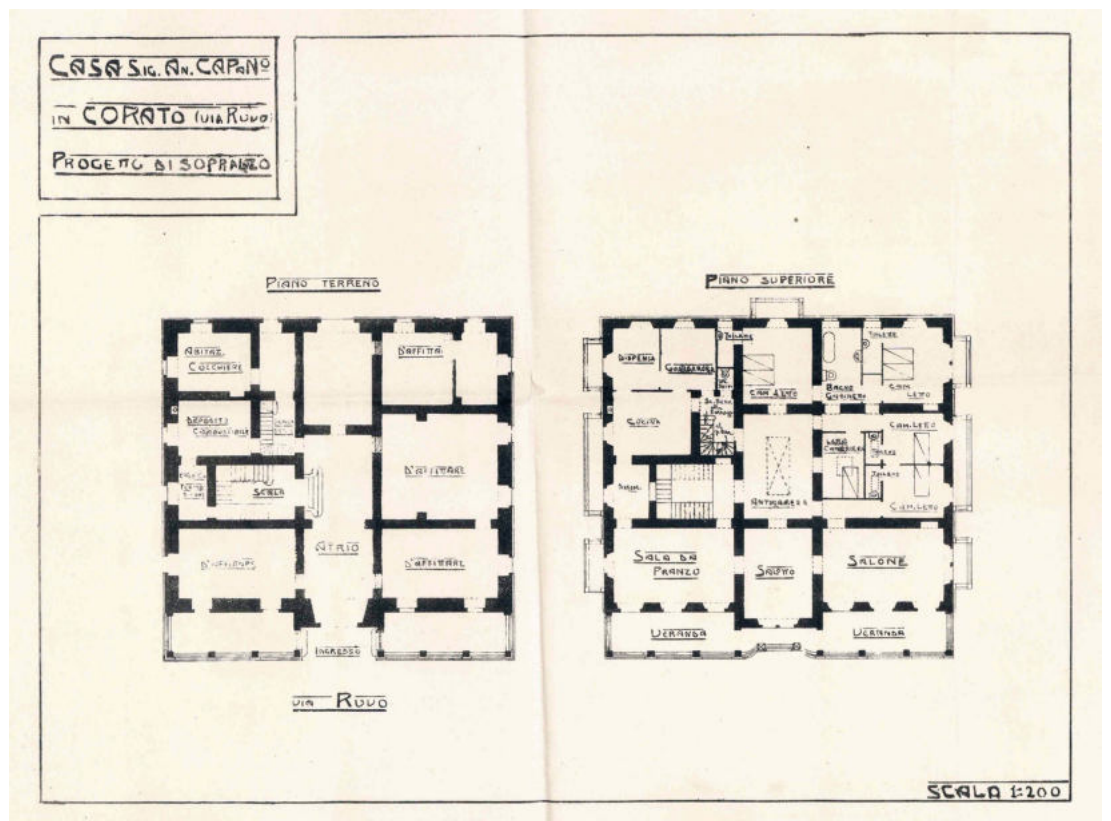 CASA SIG. AN. CAPANO
IN CORATO (VIA RUVO)
PROGETTO DI SOPRALZO
PIANO TERRENO
ABITAZ.
COCCHIERE
D'AFFITTA
DEPOSITO
COMBUSTIBILE
D'AFFITTARE
SCALA
ATRIO
D'AFFITTARE
D'AFFITTARE
INGRESSO
VIA RUVO
PIANO SUPERIORE
DISPENSA
GUARDAROBA
TOILETTE
CAM. LETTO
TOILETTE
BAGNO
CAM.
LETTO
CUCINA
CAM. LETTO
ANTICAMERA
CAM. LETTO
SALA DA
PRANZO
SALOTTO
SALONE
VERANDA
VERANDA
SCALA 1:200